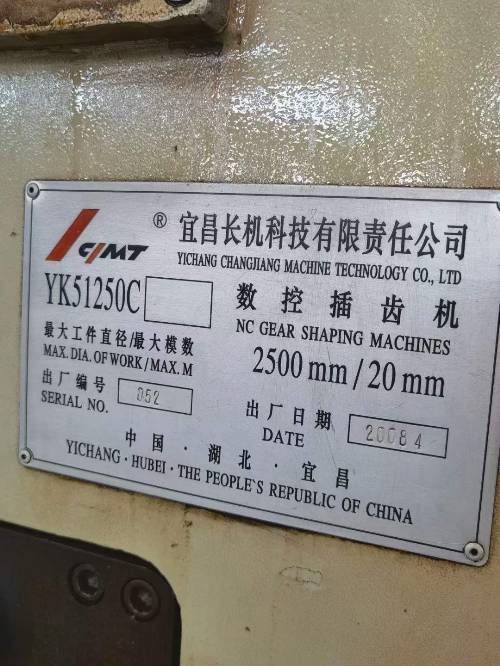 CJMT ® 宜昌长机科技有限责任公司
YICHANG CHANGJIANG MACHINE TECHNOLOGY CO., LTD
YK51250C 数控插齿机
NC GEAR SHAPING MACHINES
最大工件直径/最大模数
MAX. DIA. OF WORK / MAX. M 2500 mm / 20 mm
出厂编号
SERIAL NO. 052
出厂日期
DATE 20084
中国·湖北·宜昌
YICHANG · HUBEI · THE PEOPLE`S REPUBLIC OF CHINA